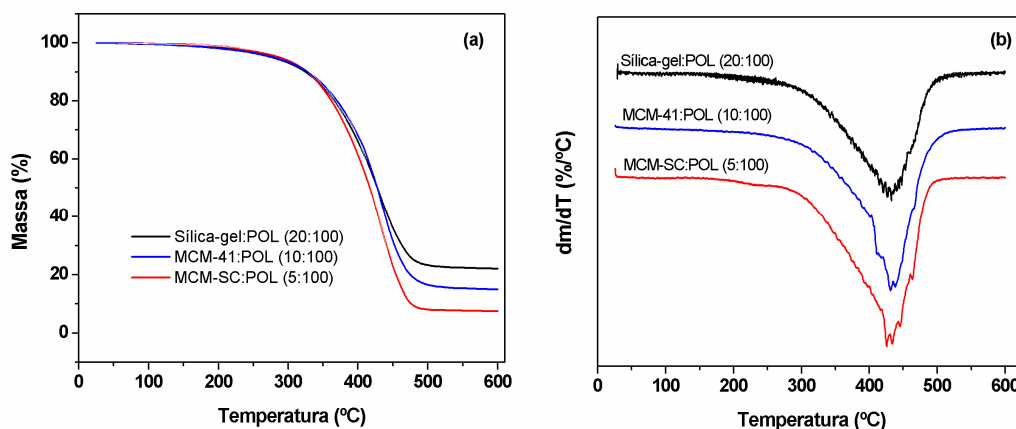 (a)
100
80
60
40
20
0
Massa (%)
Sílica-gel:POL (20:100)
MCM-41:POL (10:100)
MCM-SC:POL (5:100)
0 100 200 300 400 500 600
Temperatura (ºC)
(b)
dm/dT (%/ºC)
Sílica-gel:POL (20:100)
MCM-41:POL (10:100)
MCM-SC:POL (5:100)
0 100 200 300 400 500 600
Temperatura (ºC)